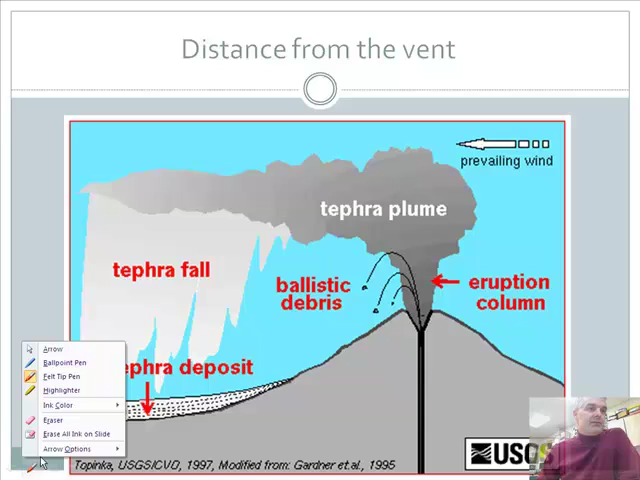 Distance from the vent
prevailing wind
tephra plume
tephra fall
ballistic
debris
eruption
column
Arrow
Ballpoint Pen
Felt Tip Pen
Highlighter
Ink Color
Eraser
Erase All Ink on Slide
Arrow Options
ephra deposit
USGS
Topinka, USGS/CVO, 1997, Modified from: Gardner et.al., 1995